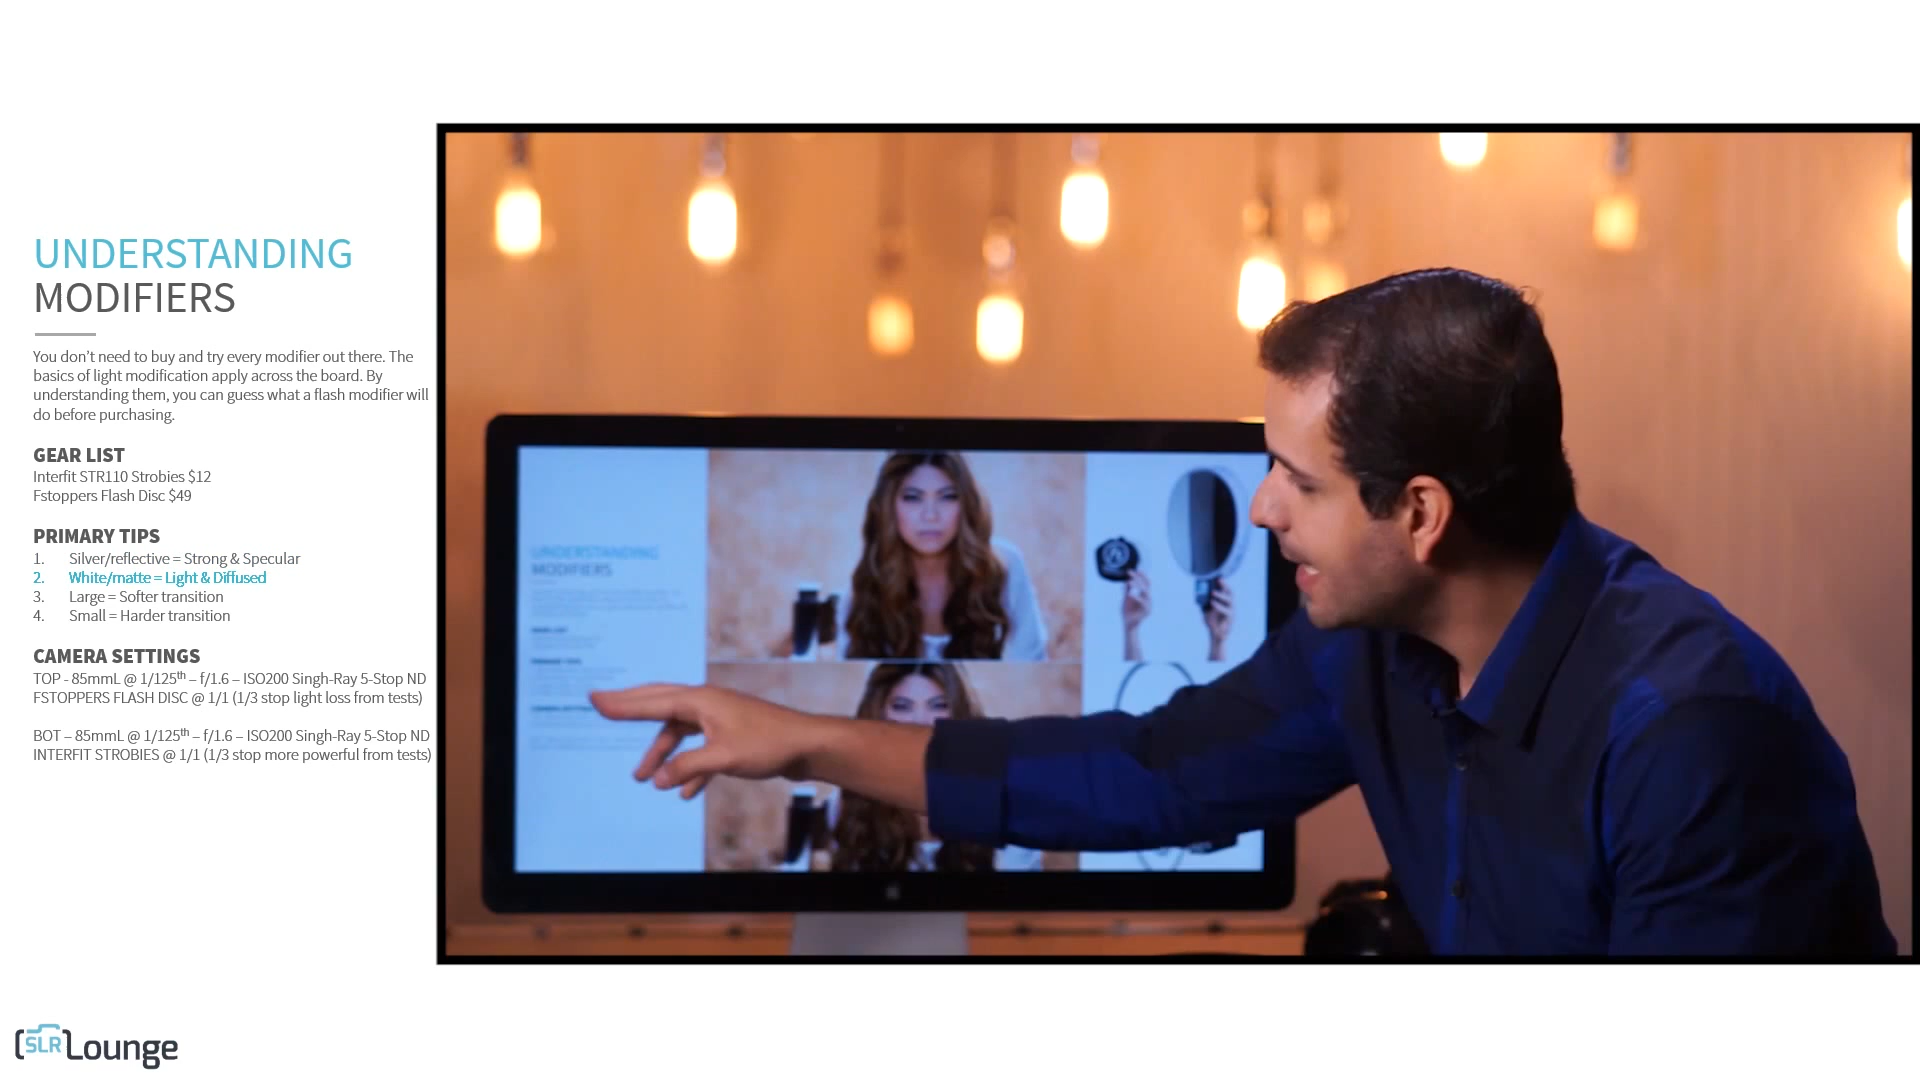 UNDERSTANDING
MODIFIERS
You don’t need to buy and try every modifier out there. The
basics of light modification apply across the board. By
understanding them, you can guess what a flash modifier will
do before purchasing.
GEAR LIST
Interfit STR110 Strobies $12
Fstoppers Flash Disc $49
PRIMARY TIPS
1. Silver/reflective = Strong & Specular
2. White/matte = Light & Diffused
3. Large = Softer transition
4. Small = Harder transition
CAMERA SETTINGS
TOP - 85mmL @ 1/125th – f/1.6 – ISO200 Singh-Ray 5-Stop ND
FSTOPPERS FLASH DISC @ 1/1 (1/3 stop light loss from tests)
BOT – 85mmL @ 1/125th – f/1.6 – ISO200 Singh-Ray 5-Stop ND
INTERFIT STROBIES @ 1/1 (1/3 stop more powerful from tests)
UNDERSTANDING
MODIFIERS
[SLR]Lounge